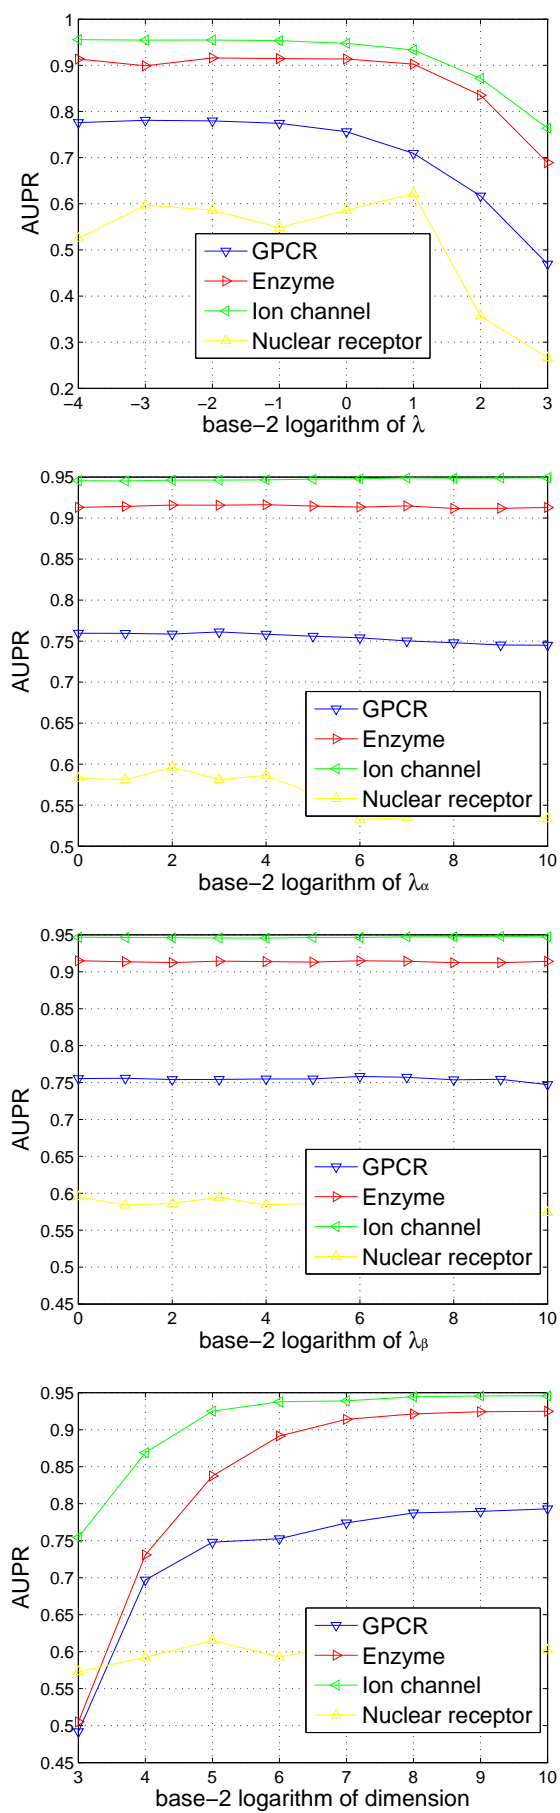 1
0.9
0.8
0.7
0.6
0.5
0.4
0.3
0.2
AUPR
GPCR
Enzyme
Ion channel
Nuclear receptor
−4 −3 −2 −1 0 1 2 3
base−2 logarithm of λ
0.95
0.9
0.85
0.8
0.75
0.7
0.65
0.6
0.55
0.5
AUPR
GPCR
Enzyme
Ion channel
Nuclear receptor
0 2 4 6 8 10
base−2 logarithm of λα
0.95
0.9
0.85
0.8
0.75
0.7
0.65
0.6
0.55
0.5
0.45
AUPR
GPCR
Enzyme
Ion channel
Nuclear receptor
0 2 4 6 8 10
base−2 logarithm of λβ
0.95
0.9
0.85
0.8
0.75
0.7
0.65
0.6
0.55
0.5
0.45
AUPR
GPCR
Enzyme
Ion channel
Nuclear receptor
3 4 5 6 7 8 9 10
base−2 logarithm of dimension